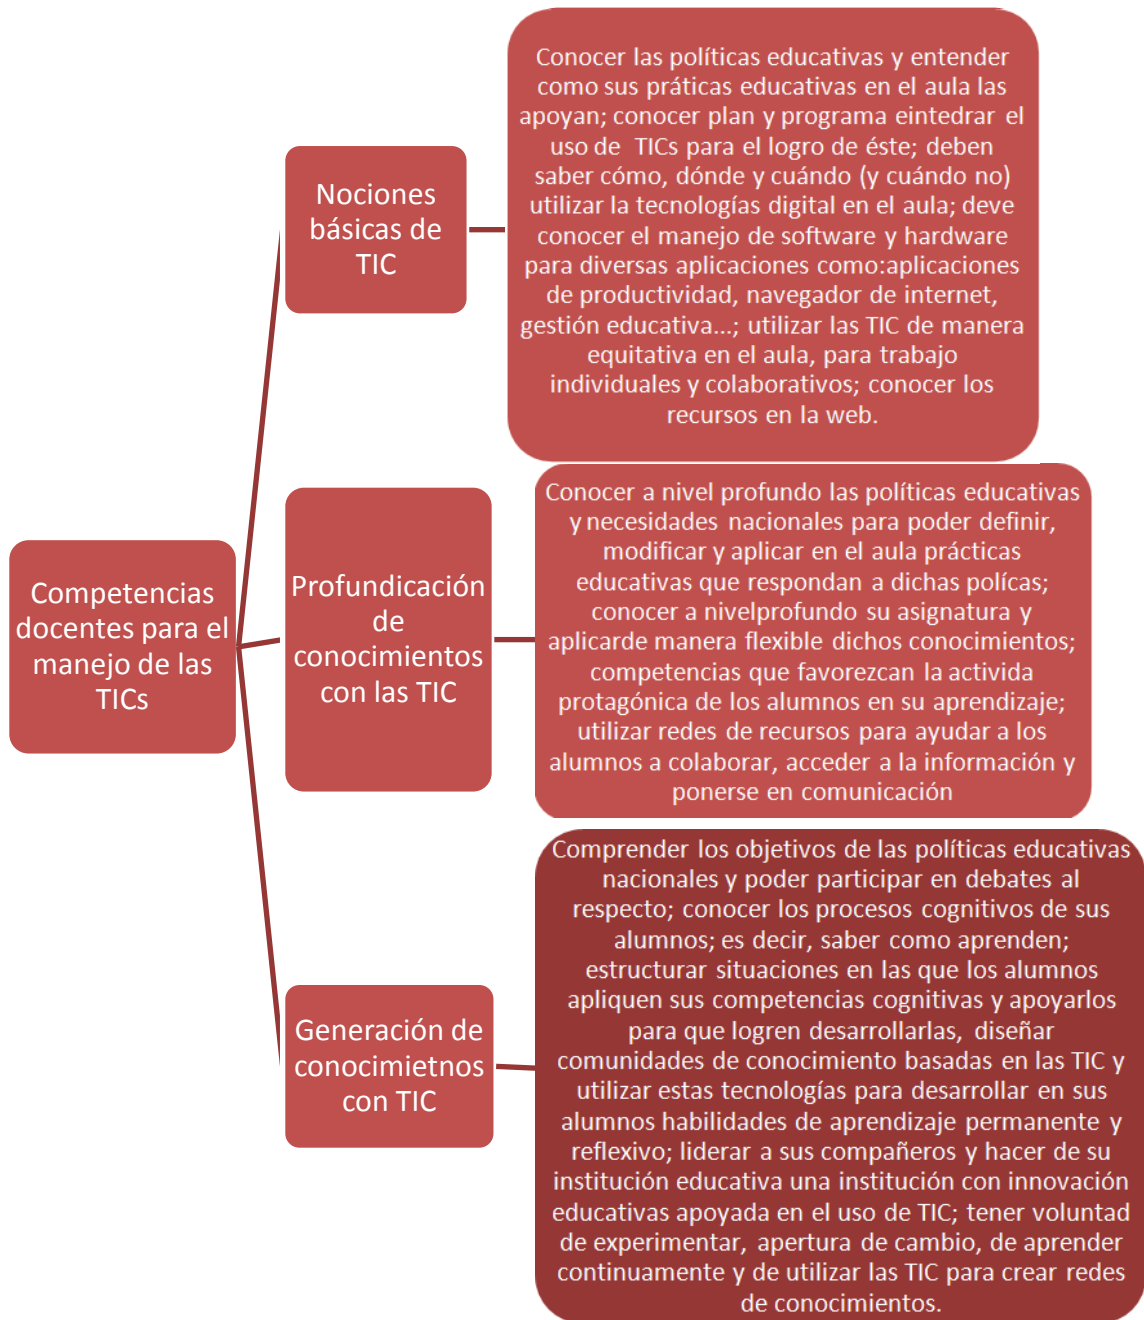 Competencias
docentes para el
manejo de las
TICs
Nociones
básicas de
TIC
Conocer las políticas educativas y entender
como sus práticas educativas en el aula las
apoyan; conocer plan y programa eintedrar el
uso de TICs para el logro de éste; deben
saber cómo, dónde y cuándo (y cuándo no)
utilizar la tecnologías digital en el aula; deve
conocer el manejo de software y hardware
para diversas aplicaciones como:aplicaciones
de productividad, navegador de internet,
gestión educativa...; utilizar las TIC de manera
equitativa en el aula, para trabajo
individuales y colaborativos; conocer los
recursos en la web.
Profundicación
de
conocimientos
con las TIC
Conocer a nivel profundo las políticas educativas
y necesidades nacionales para poder definir,
modificar y aplicar en el aula prácticas
educativas que respondan a dichas polícas;
conocer a nivelprofundo su asignatura y
aplicarde manera flexible dichos conocimientos;
competencias que favorezcan la activida
protagónica de los alumnos en su aprendizaje;
utilizar redes de recursos para ayudar a los
alumnos a colaborar, acceder a la información y
ponerse en comunicación
Generación de
conocimietnos
con TIC
Comprender los objetivos de las políticas educativas
nacionales y poder participar en debates al
respecto; conocer los procesos cognitivos de sus
alumnos; es decir, saber como aprenden;
estructurar situaciones en las que los alumnos
apliquen sus competencias cognitivas y apoyarlos
para que logren desarrollarlas, diseñar
comunidades de conocimiento basadas en las TIC y
utilizar estas tecnologías para desarrollar en sus
alumnos habilidades de aprendizaje permanente y
reflexivo; liderar a sus compañeros y hacer de su
institución educativa una institución con innovación
educativas apoyada en el uso de TIC; tener voluntad
de experimentar, apertura de cambio, de aprender
continuamente y de utilizar las TIC para crear redes
de conocimientos.